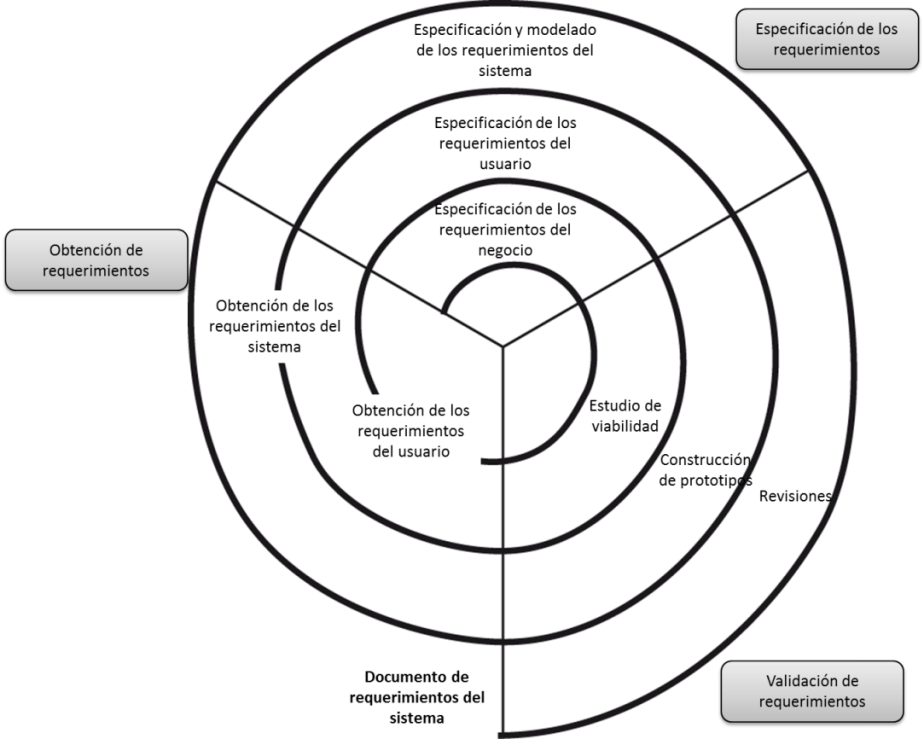 Especificación y modelado
de los requerimientos del
sistema
Especificación de los
requerimientos
Especificación de los
requerimientos del
usuario
Especificación de los
requerimientos del
negocio
Obtención de
requerimientos
Obtención de los
requerimientos del
sistema
Obtención de los
requerimientos
del usuario
Estudio de
viabilidad
Construcción
de prototipos
Revisiones
Documento de
requerimientos del
sistema
Validación de
requerimientos